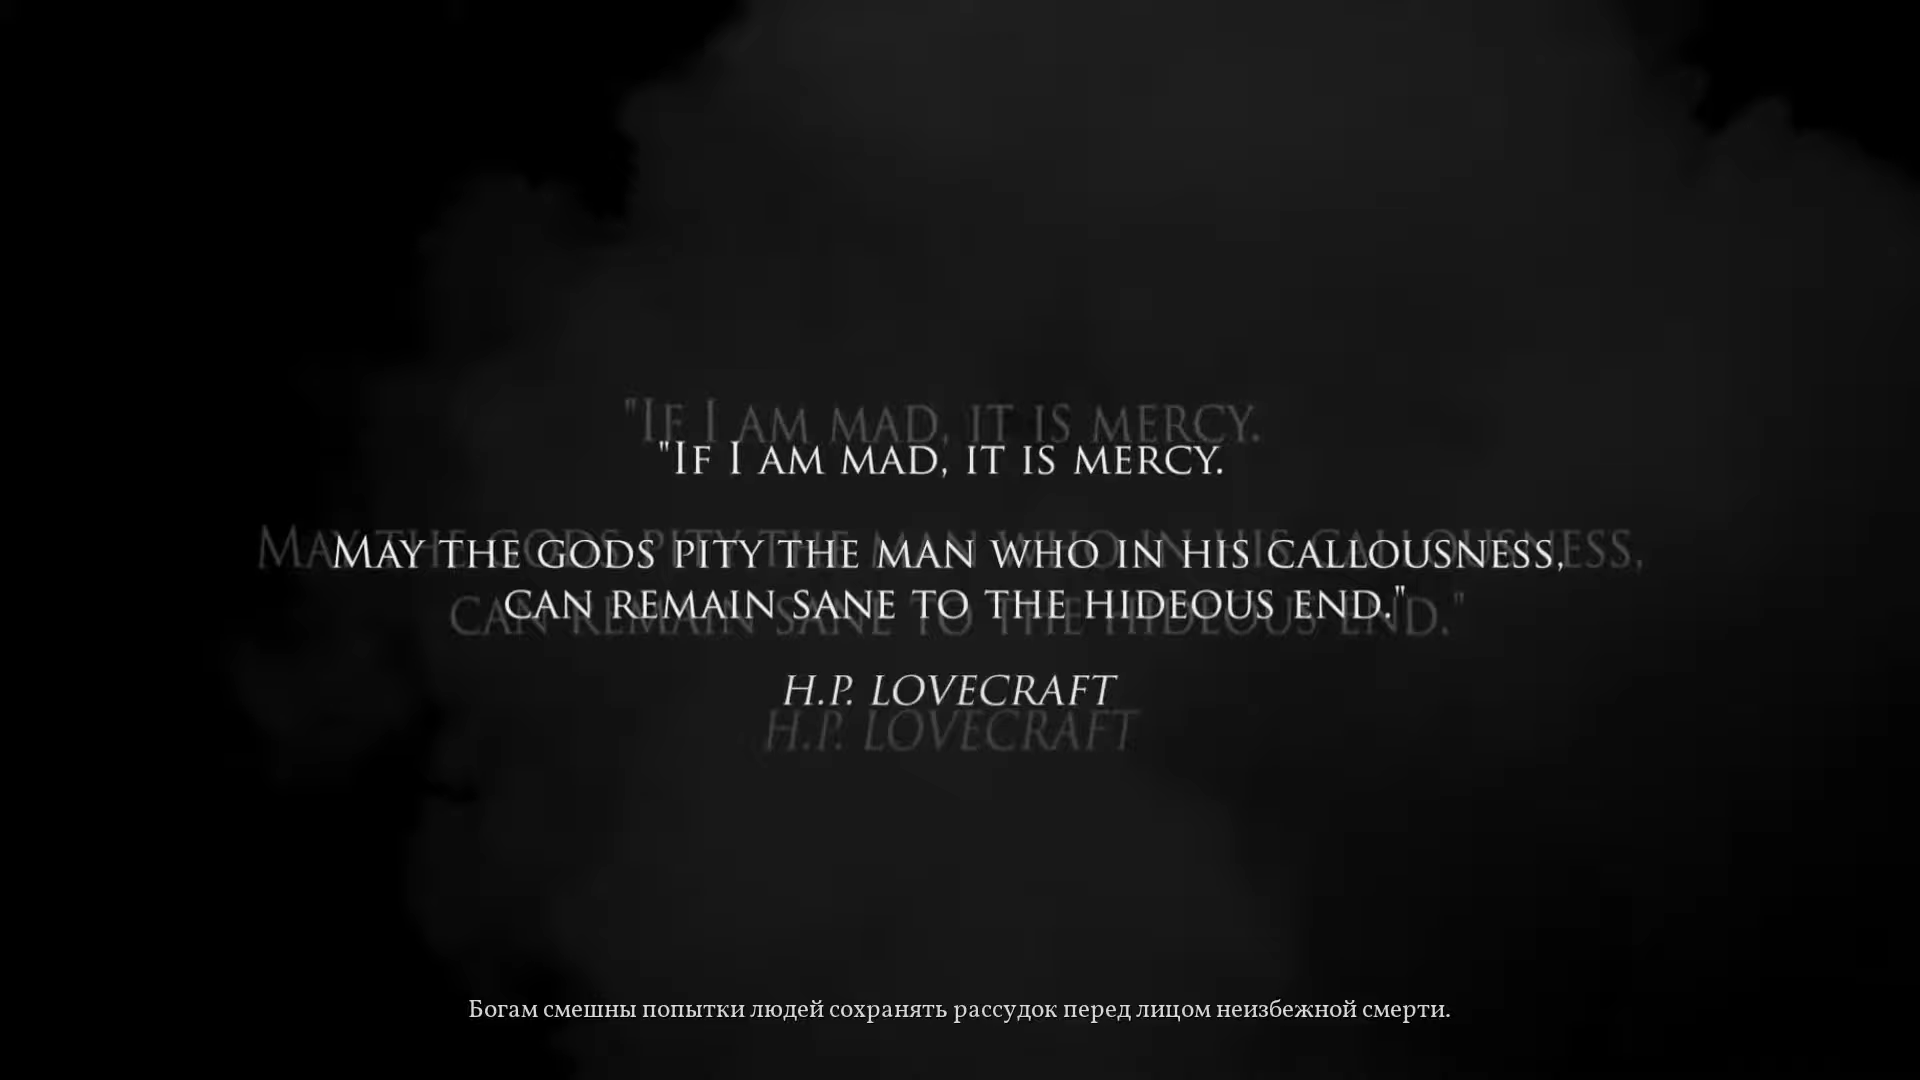 "If I am mad, it is mercy.
May the gods pity the man who in his callousness,
can remain sane to the hideous end."
H.P. LOVECRAFT
Богам смешны попытки людей сохранять рассудок перед лицом неизбежной смерти.